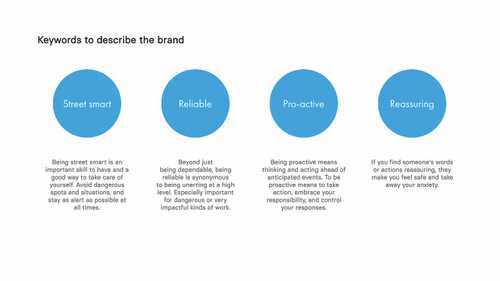 Keywords to describe the brand
Street smart
Reliable
Pro-active
Reassuring
Being street smart is an
important skill to have and a
good way to take care of
yourself. Avoid dangerous
spots and situations, and
stay as alert as possible at
all times.
Beyond just
being dependable, being
reliable is synonymous
to being unerring at a high
level. Especially important
for dangerous or very
impactful kinds of work.
Being proactive means
thinking and acting ahead of
anticipated events. To be
proactive means to take
action, embrace your
responsibility, and control
your responses.
If you find someone's words
or actions reassuring, they
make you feel safe and take
away your anxiety.